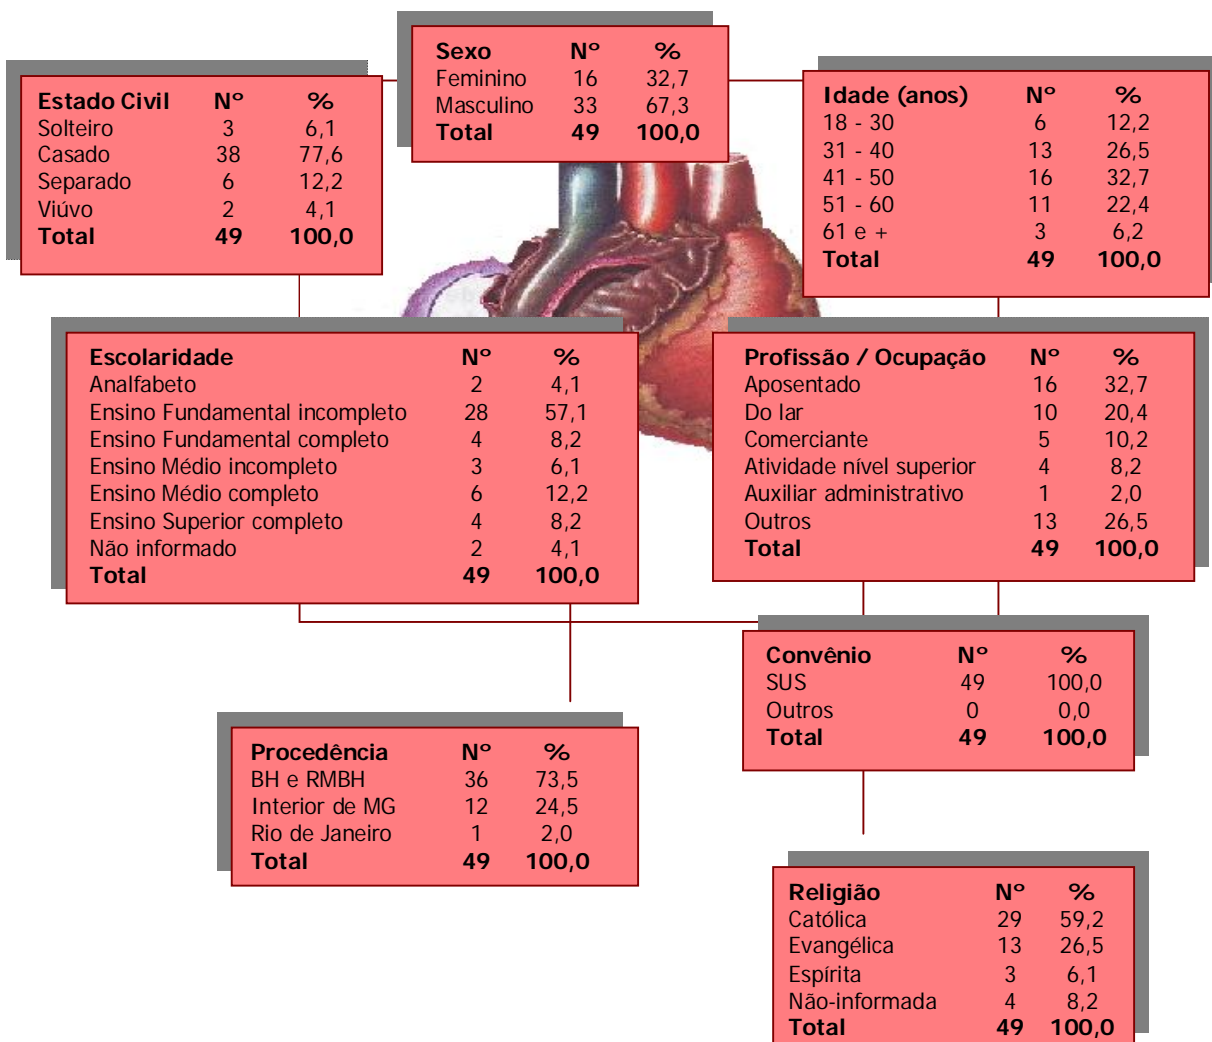 Sexo Nº %
Feminino 16 32,7
Masculino 33 67,3
Total 49 100,0
Estado Civil Nº %
Solteiro 3 6,1
Casado 38 77,6
Separado 6 12,2
Viúvo 2 4,1
Total 49 100,0
Idade (anos) Nº %
18 - 30 6 12,2
31 - 40 13 26,5
41 - 50 16 32,7
51 - 60 11 22,4
61 e + 3 6,2
Total 49 100,0
Escolaridade Nº %
Analfabeto 2 4,1
Ensino Fundamental incompleto 28 57,1
Ensino Fundamental completo 4 8,2
Ensino Médio incompleto 3 6,1
Ensino Médio completo 6 12,2
Ensino Superior completo 4 8,2
Não informado 2 4,1
Total 49 100,0
Profissão / Ocupação Nº %
Aposentado 16 32,7
Do lar 10 20,4
Comerciante 5 10,2
Atividade nível superior 4 8,2
Auxiliar administrativo 1 2,0
Outros 13 26,5
Total 49 100,0
Convênio Nº %
SUS 49 100,0
Outros 0 0,0
Total 49 100,0
Procedência Nº %
BH e RMBH 36 73,5
Interior de MG 12 24,5
Rio de Janeiro 1 2,0
Total 49 100,0
Religião Nº %
Católica 29 59,2
Evangélica 13 26,5
Espírita 3 6,1
Não-informada 4 8,2
Total 49 100,0